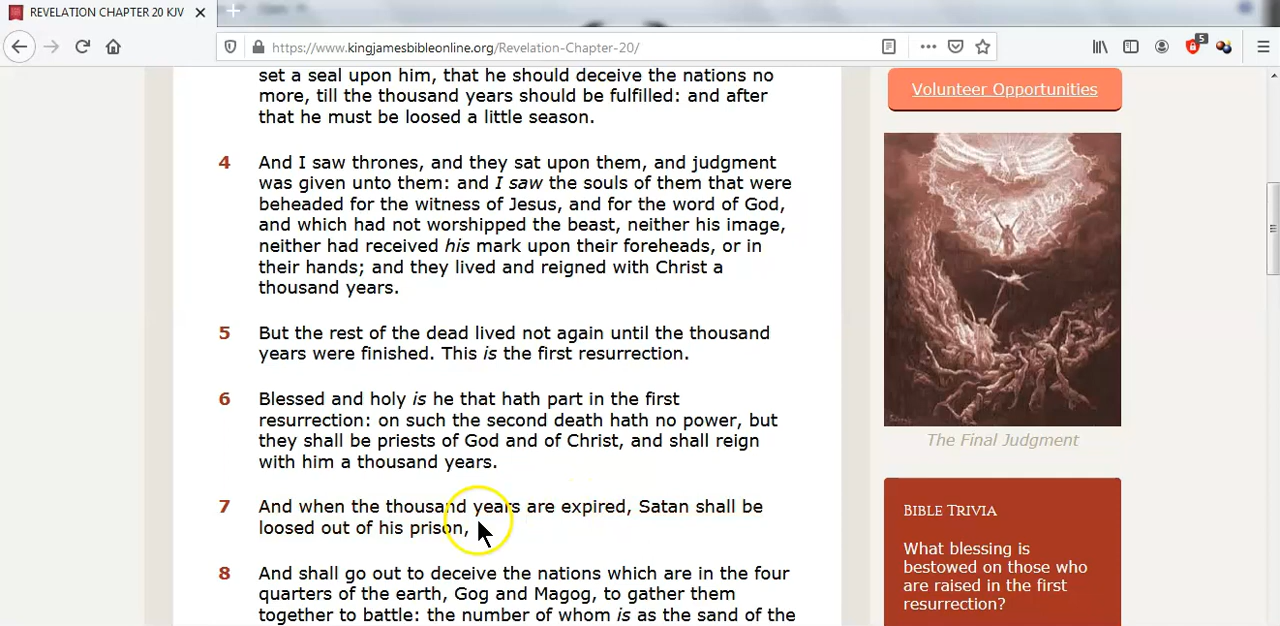 REVELATION CHAPTER 20 KJV
https://www.kingjamesbibleonline.org/Revelation-Chapter-20/
5
set a seal upon him, that he should deceive the nations no
more, till the thousand years should be fulfilled: and after
that he must be loosed a little season.
4 And I saw thrones, and they sat upon them, and judgment
was given unto them: and I saw the souls of them that were
beheaded for the witness of Jesus, and for the word of God,
and which had not worshipped the beast, neither his image,
neither had received his mark upon their foreheads, or in
their hands; and they lived and reigned with Christ a
thousand years.
5 But the rest of the dead lived not again until the thousand
years were finished. This is the first resurrection.
6 Blessed and holy is he that hath part in the first
resurrection: on such the second death hath no power, but
they shall be priests of God and of Christ, and shall reign
with him a thousand years.
7 And when the thousand years are expired, Satan shall be
loosed out of his prison,
8 And shall go out to deceive the nations which are in the four
quarters of the earth, Gog and Magog, to gather them
together to battle: the number of whom is as the sand of the
Volunteer Opportunities
The Final Judgment
BIBLE TRIVIA
What blessing is
bestowed on those who
are raised in the first
resurrection?